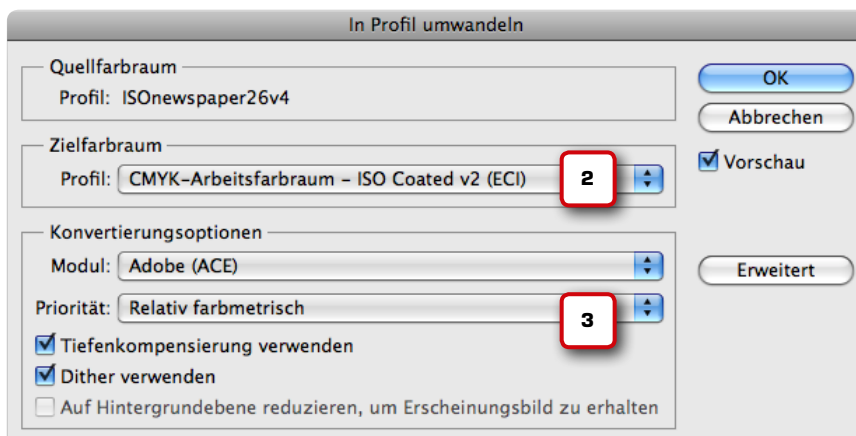 In Profil umwandeln
Quellfarbraum
Profil: ISOnewspaper26v4
OK
Abbrechen
Zielfarbraum
Profil: CMYK-Arbeitsfarbraum – ISO Coated v2 (ECI) 2
Vorschau
Konvertierungsoptionen
Modul: Adobe (ACE)
Erweitert
Priorität: Relativ farbmetrisch 3
Tiefenkompensierung verwenden
Dither verwenden
Auf Hintergrundebene reduzieren, um Erscheinungsbild zu erhalten